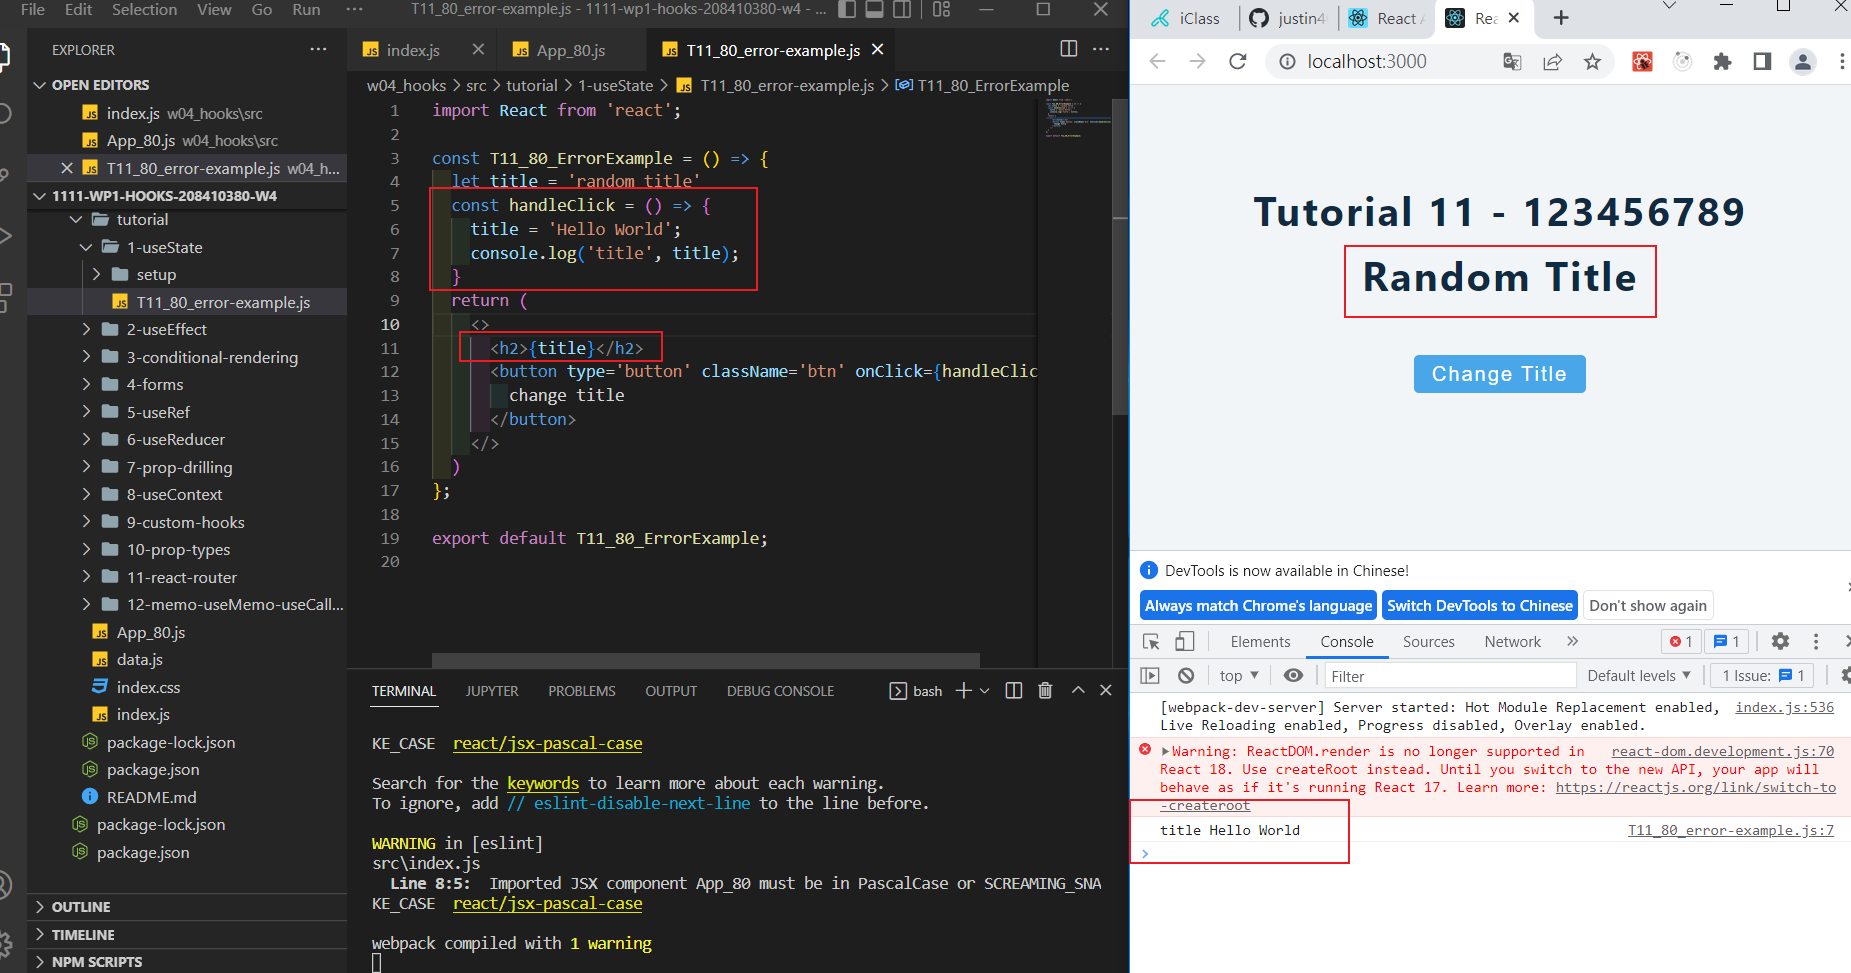 File Edit Selection View Go Run ··· T11_80_error-example.js - 1111-wp1-hooks-208410380-w4 - ...
EXPLORER ···
OPEN EDITORS
JS index.js w04_hooks\src
JS App_80.js w04_hooks\src
JS T11_80_error-example.js w04_h...
1111-WP1-HOOKS-208410380-W4
tutorial
1-useState
setup
JS T11_80_error-example.js
2-useEffect
3-conditional-rendering
4-forms
5-useRef
6-useReducer
7-prop-drilling
8-useContext
9-custom-hooks
10-prop-types
11-react-router
12-memo-useMemo-useCall...
JS App_80.js
JS data.js
index.css
JS index.js
package-lock.json
package.json
README.md
package-lock.json
package.json
OUTLINE
TIMELINE
NPM SCRIPTS
JS index.js JS App_80.js JS T11_80_error-example.js ···
w04_hooks > src > tutorial > 1-useState > JS T11_80_error-example.js > T11_80_ErrorExample
1 import React from 'react';
2
3 const T11_80_ErrorExample = () => {
4 let title = 'random title'
5 const handleClick = () => {
6 title = 'Hello World';
7 console.log('title', title);
8 }
9 return (
10 <>
11 <h2>{title}</h2>
12 <button type='button' className='btn' onClick={handleClic
13 change title
14 </button>
15 </>
16 )
17 };
18
19 export default T11_80_ErrorExample;
20
TERMINAL JUPYTER PROBLEMS OUTPUT DEBUG CONSOLE bash
KE_CASE react/jsx-pascal-case
Search for the keywords to learn more about each warning.
To ignore, add // eslint-disable-next-line to the line before.
WARNING in [eslint]
src\index.js
Line 8:5: Imported JSX component App_80 must be in PascalCase or SCREAMING_SNA
KE_CASE react/jsx-pascal-case
webpack compiled with 1 warning
iClass justin4 React A Rea
localhost:3000
Tutorial 11 - 123456789
Random Title
Change Title
DevTools is now available in Chinese!
Always match Chrome's language Switch DevTools to Chinese Don't show again
Elements Console Sources Network » 1 1
top ▼ Filter Default levels ▼ 1 Issue: 1
[webpack-dev-server] Server started: Hot Module Replacement enabled, index.js:536
Live Reloading enabled, Progress disabled, Overlay enabled.
Warning: ReactDOM.render is no longer supported in react-dom.development.js:70
React 18. Use createRoot instead. Until you switch to the new API, your app will
behave as if it's running React 17. Learn more: https://reactjs.org/link/switch-to
-createroot
title Hello World T11_80_error-example.js:7